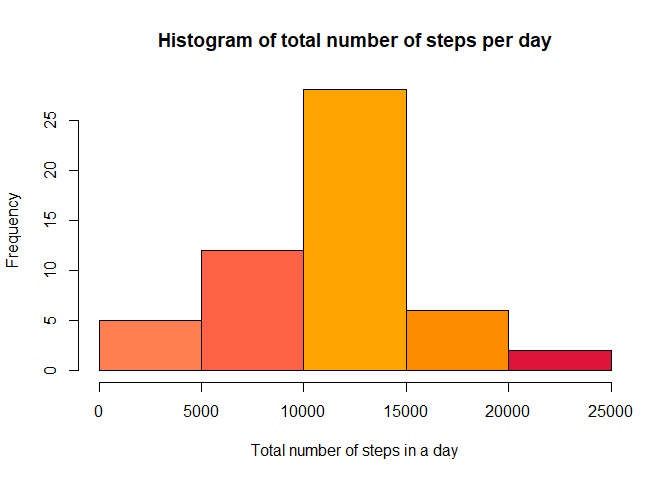 Histogram of total number of steps per day
25
20
15
10
5
0
Frequency
0 5000 10000 15000 20000 25000
Total number of steps in a day